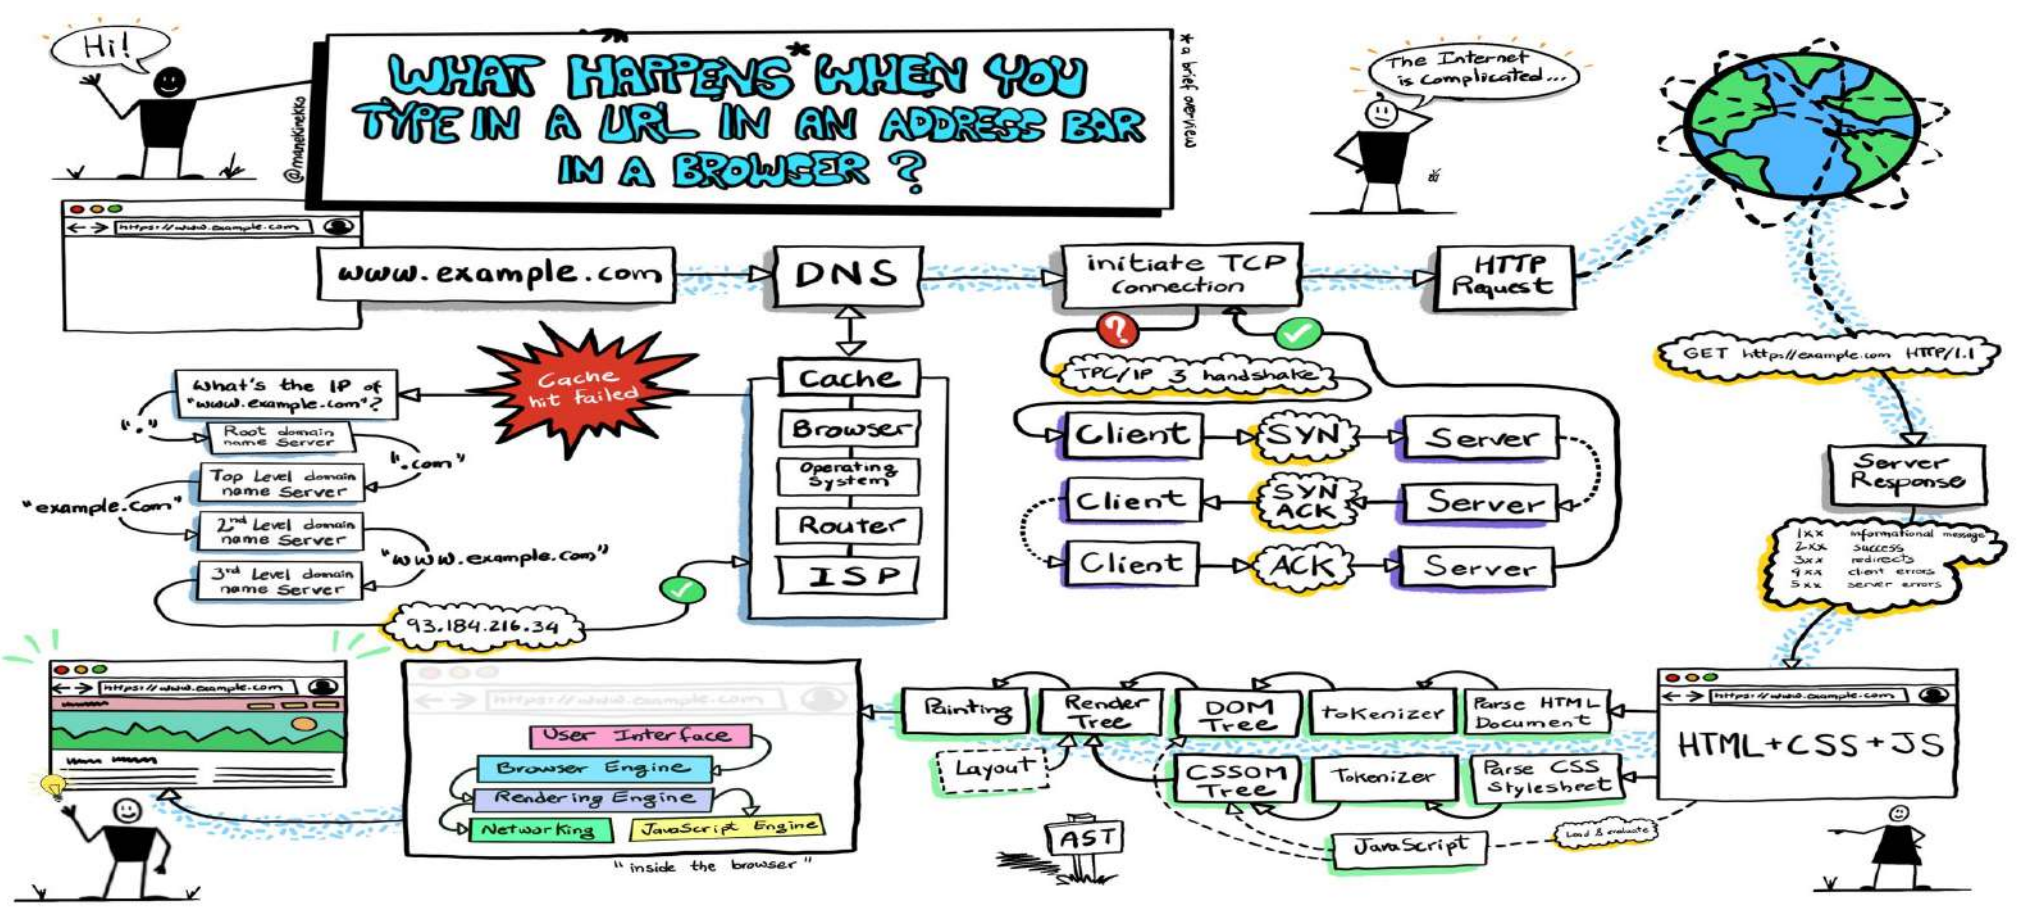 Hi!
@manekinekko
WHAT HAPPENS* WHEN YOU
TYPE IN A URL IN AN ADDRESS BAR
IN A BROWSER ?
* a brief overview
The Internet
is complicated...
https://www.example.com
www.example.com
DNS
initiate TCP
Connection
HTTP
Request
GET https://example.com HTTP/1.1
Server
Response
1xx informational message
2xx success
3xx redirects
4xx client errors
5xx server errors
Cache
Browser
Operating
System
Router
ISP
Cache
hit failed
What's the IP of
"www.example.com"?
"."
Root domain
name Server
".com"
Top Level domain
name Server
"example.com"
2nd Level domain
name Server
"www.example.com"
3rd Level domain
name Server
93.184.216.34
?
TPC/IP 3 handshake
Client
SYN
Server
Client
SYN
ACK
Server
Client
ACK
Server
https://www.example.com
HTML+CSS+JS
Parse HTML
Document
tokenizer
DOM
Tree
Render
Tree
Painting
Parse CSS
Stylesheet
Tokenizer
CSSOM
Tree
Layout
Load & evaluate
JavaScript
AST
https://www.example.com
User Interface
Browser Engine
Rendering Engine
Networking
JavaScript Engine
"inside the browser"
https://www.example.com